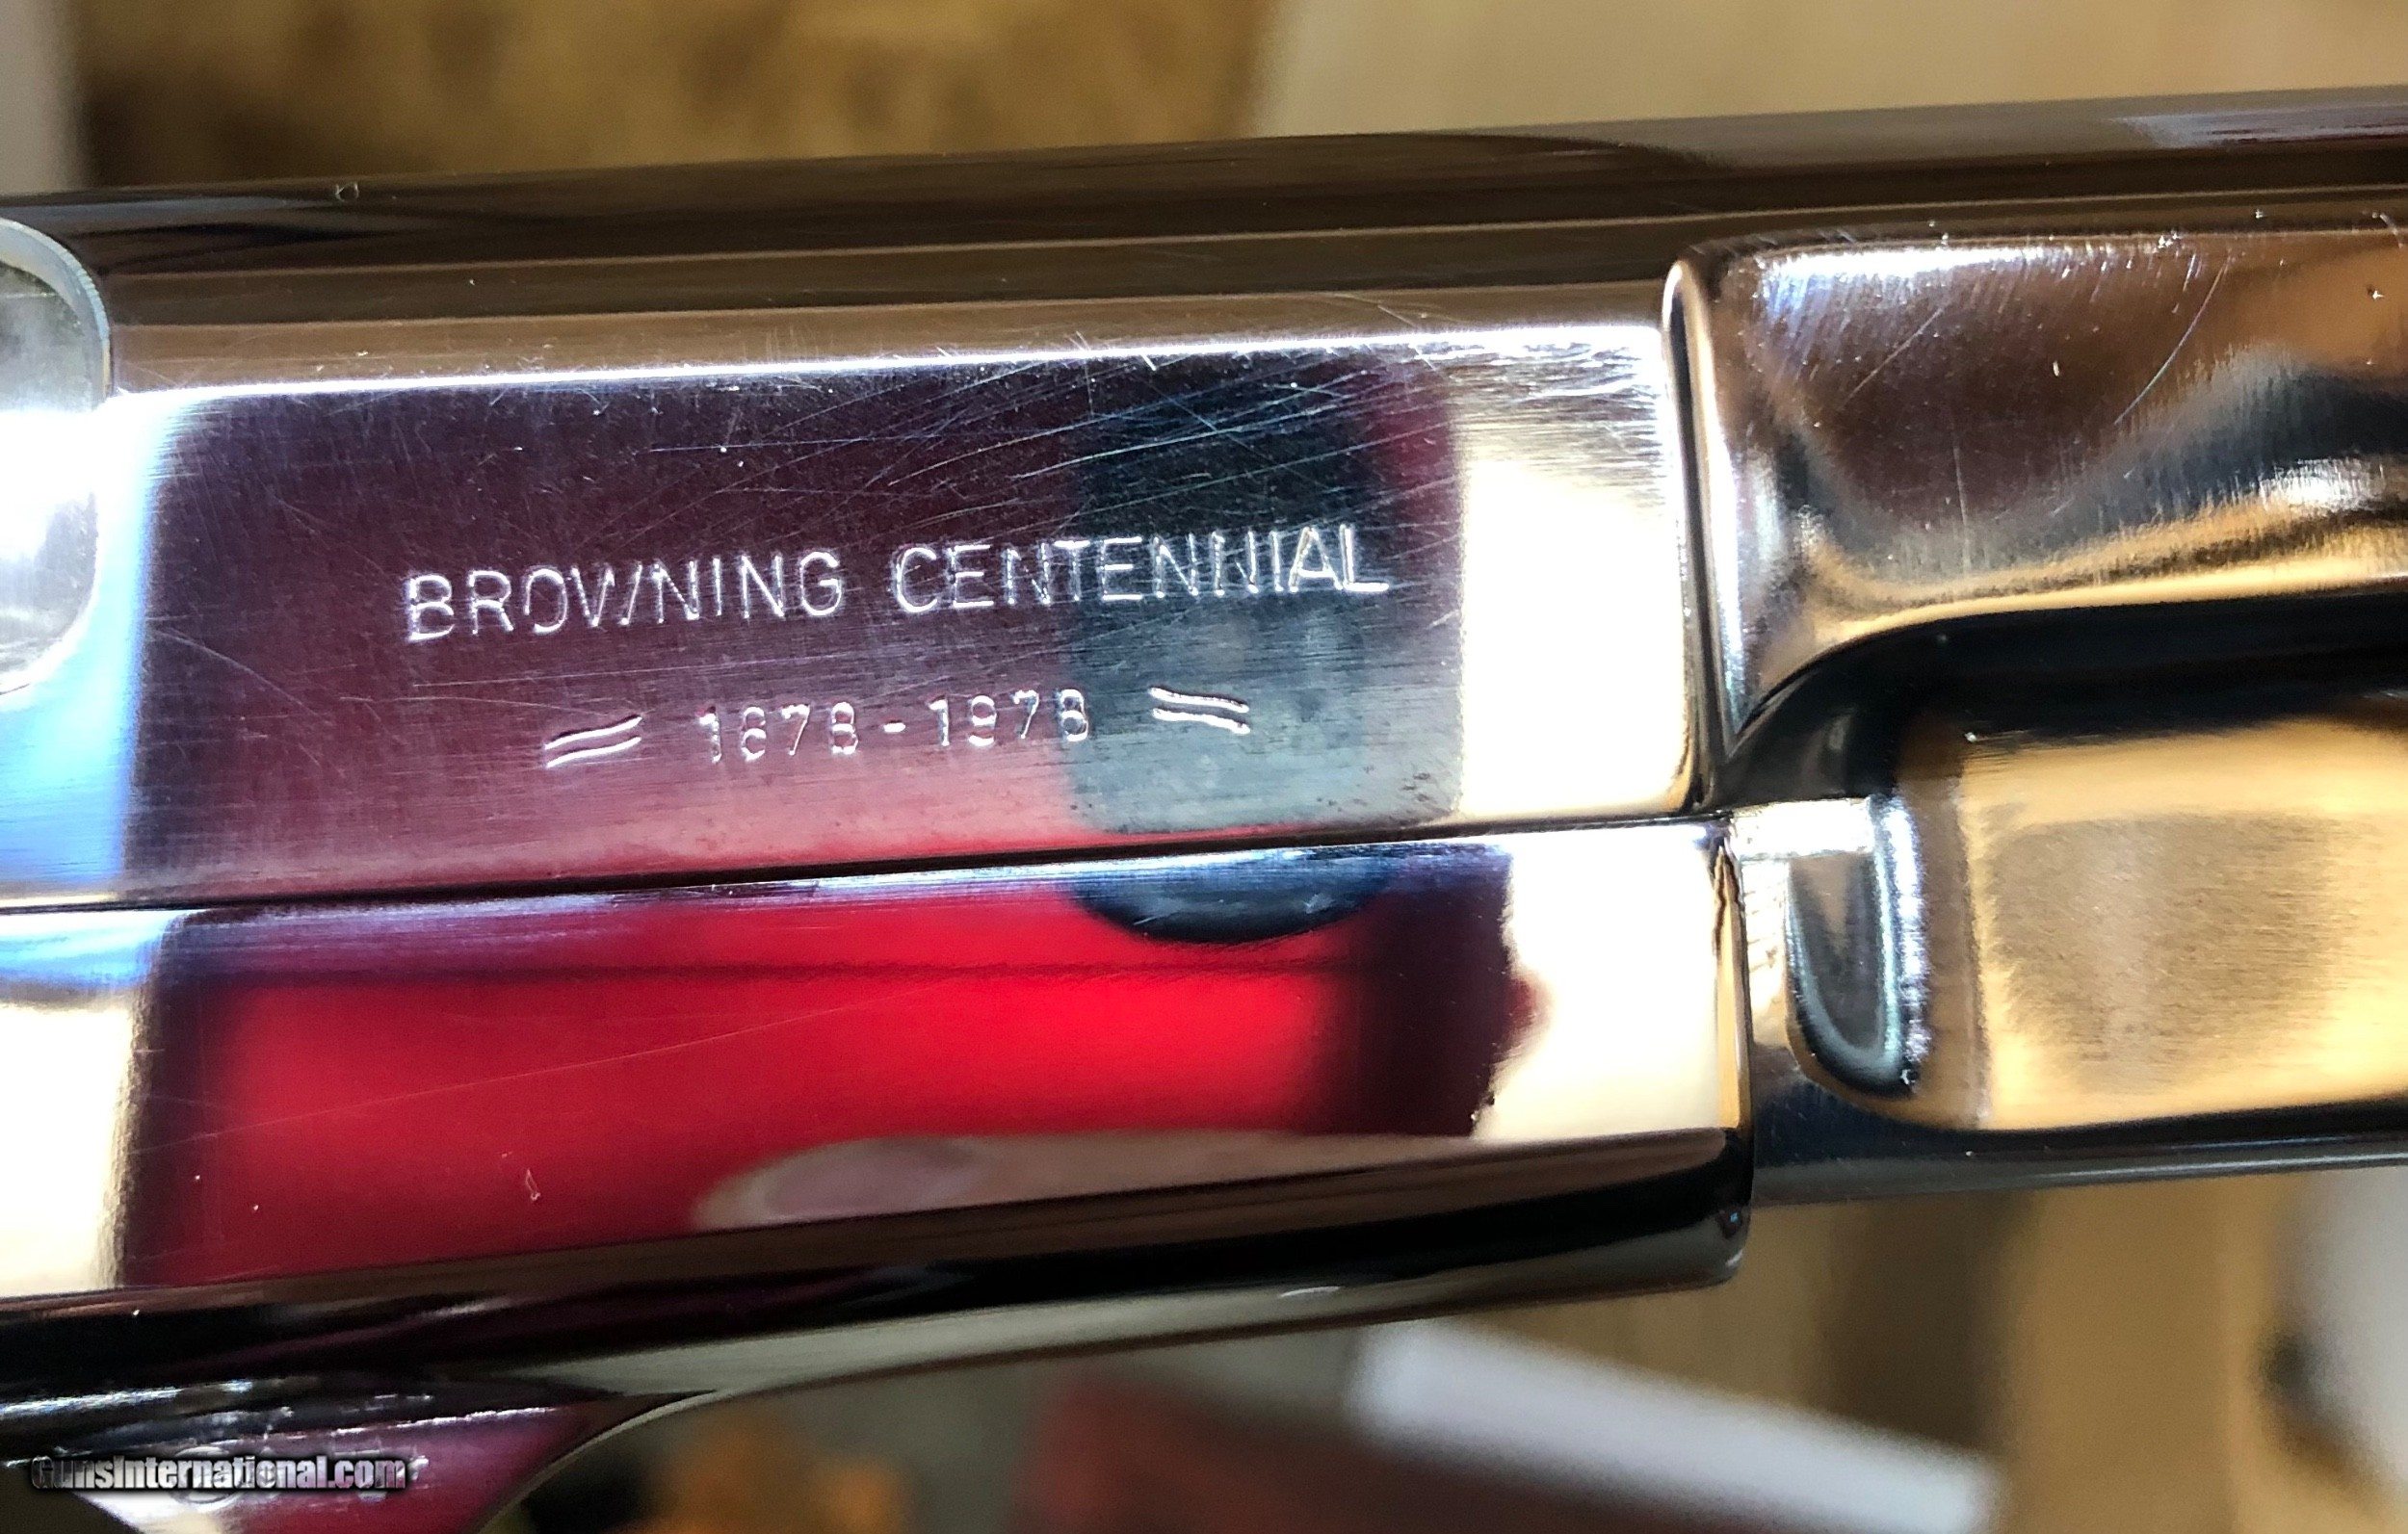 BROWNING CENTENNIAL
1878-1978
GunsInternational.com